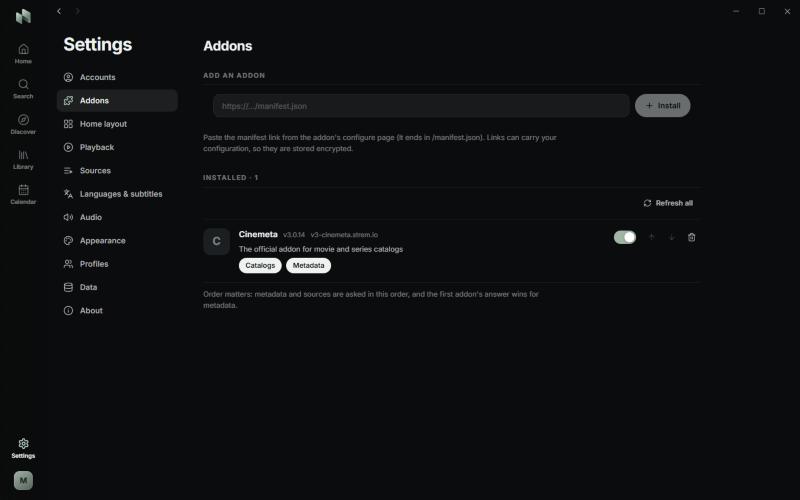 Settings
Addons
Home
Accounts
ADD AN ADDON
Addons
Search
https://.../manifest.json
Install
Home layout
Discover
Paste the manifest link from the addon's configure page (it ends in /manifest.json). Links can carry your
configuration, so they are stored encrypted.
Playback
Library
Sources
INSTALLED · 1
Languages & subtitles
Calendar
Refresh all
Audio
C
Cinemeta v3.0.14 v3-cinemeta.strem.io
Appearance
The official addon for movie and series catalogs
Profiles
Catalogs Metadata
Data
Order matters: metadata and sources are asked in this order, and the first addon's answer wins for
metadata.
About
Settings
M